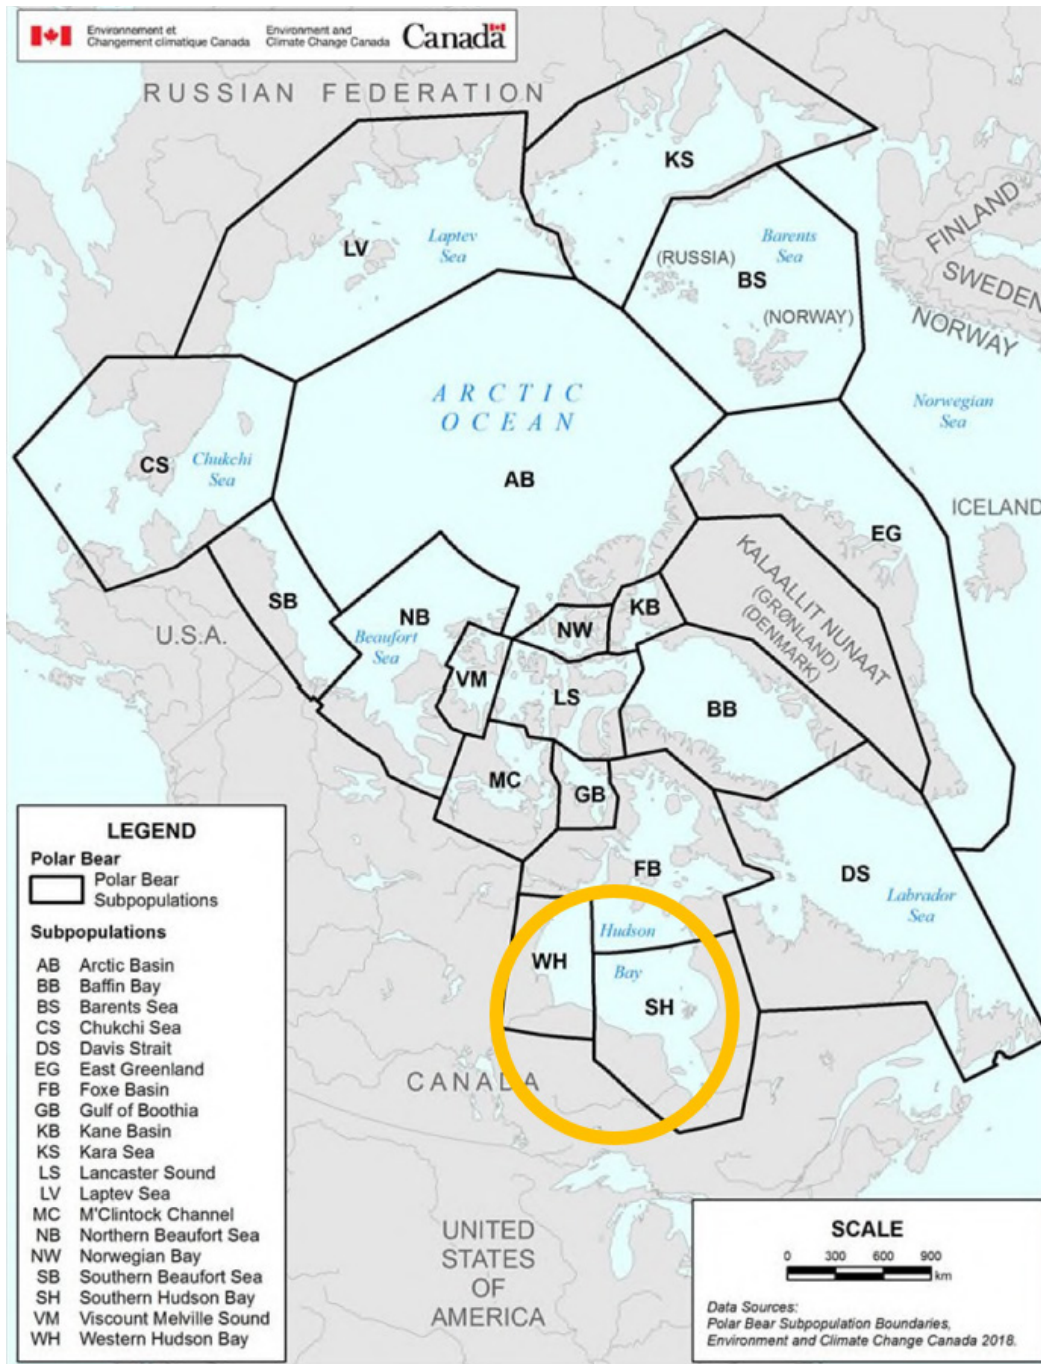 Environnement et
Changement climatique Canada
Environment and
Climate Change Canada
Canada
RUSSIAN FEDERATION
KS
FINLAND
SWEDEN
NORWAY
LV
Laptev
Sea
(RUSSIA)
Barents
Sea
BS
(NORWAY)
ARCTIC
OCEAN
Norwegian
Sea
CS
Chukchi
Sea
AB
ICELAND
EG
KALAALLIT NUNAAT
(GRØNLAND)
(DENMARK)
SB
U.S.A.
NB
Beaufort
Sea
NW
KB
VM
LS
BB
MC
GB
FB
DS
Labrador
Sea
Hudson
Bay
WH
SH
CANADA
UNITED
STATES
OF
AMERICA
LEGEND
Polar Bear
Polar Bear
Subpopulations
Subpopulations
AB Arctic Basin
BB Baffin Bay
BS Barents Sea
CS Chukchi Sea
DS Davis Strait
EG East Greenland
FB Foxe Basin
GB Gulf of Boothia
KB Kane Basin
KS Kara Sea
LS Lancaster Sound
LV Laptev Sea
MC M'Clintock Channel
NB Northern Beaufort Sea
NW Norwegian Bay
SB Southern Beaufort Sea
SH Southern Hudson Bay
VM Viscount Melville Sound
WH Western Hudson Bay
SCALE
0 300 600 900
km
Data Sources:
Polar Bear Subpopulation Boundaries,
Environment and Climate Change Canada 2018.